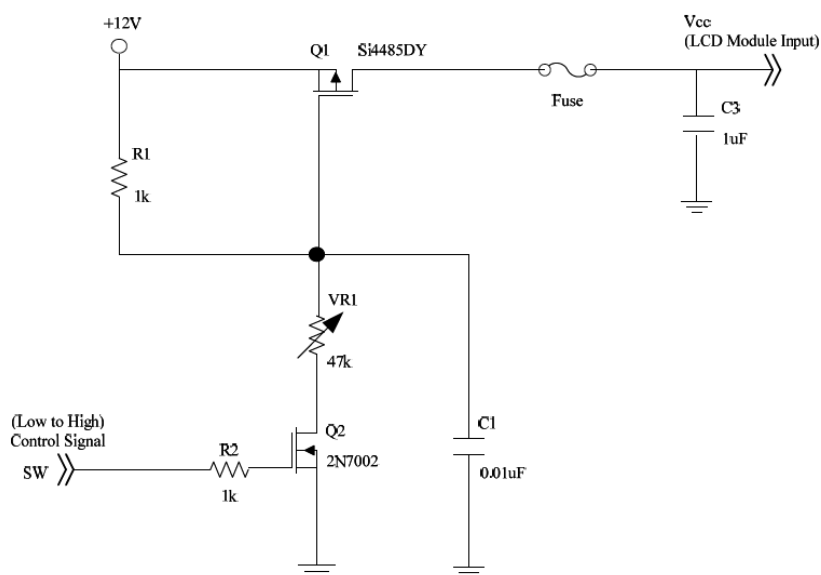 +12V
Q1
Si4485DY
Vcc
(LCD Module Input)
Fuse
C3
1uF
R1
1k
VR1
47k
(Low to High)
Control Signal
SW
R2
1k
Q2
2N7002
C1
0.01uF